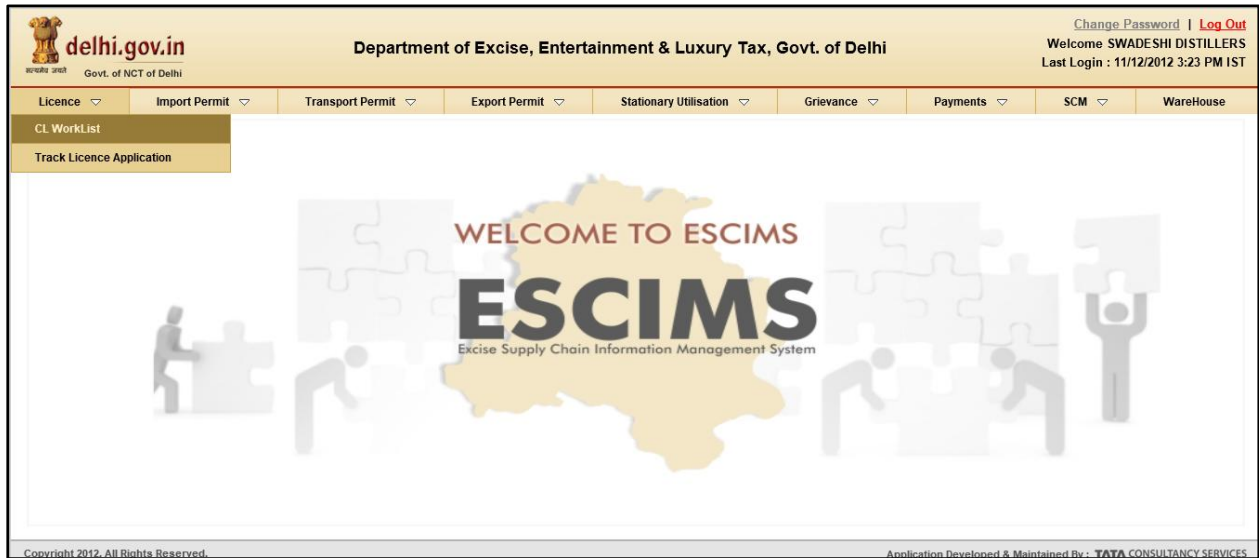 delhi.gov.in
सत्यमेव जयते
Govt. of NCT of Delhi
Department of Excise, Entertainment & Luxury Tax, Govt. of Delhi
Change Password | Log Out
Welcome SWADESHI DISTILLERS
Last Login : 11/12/2012 3:23 PM IST
Licence Import Permit Transport Permit Export Permit Stationary Utilisation Grievance Payments SCM WareHouse
CL WorkList
Track Licence Application
WELCOME TO ESCIMS
ESCIMS
Excise Supply Chain Information Management System
Copyright 2012. All Rights Reserved. Application Developed & Maintained By : TATA CONSULTANCY SERVICES